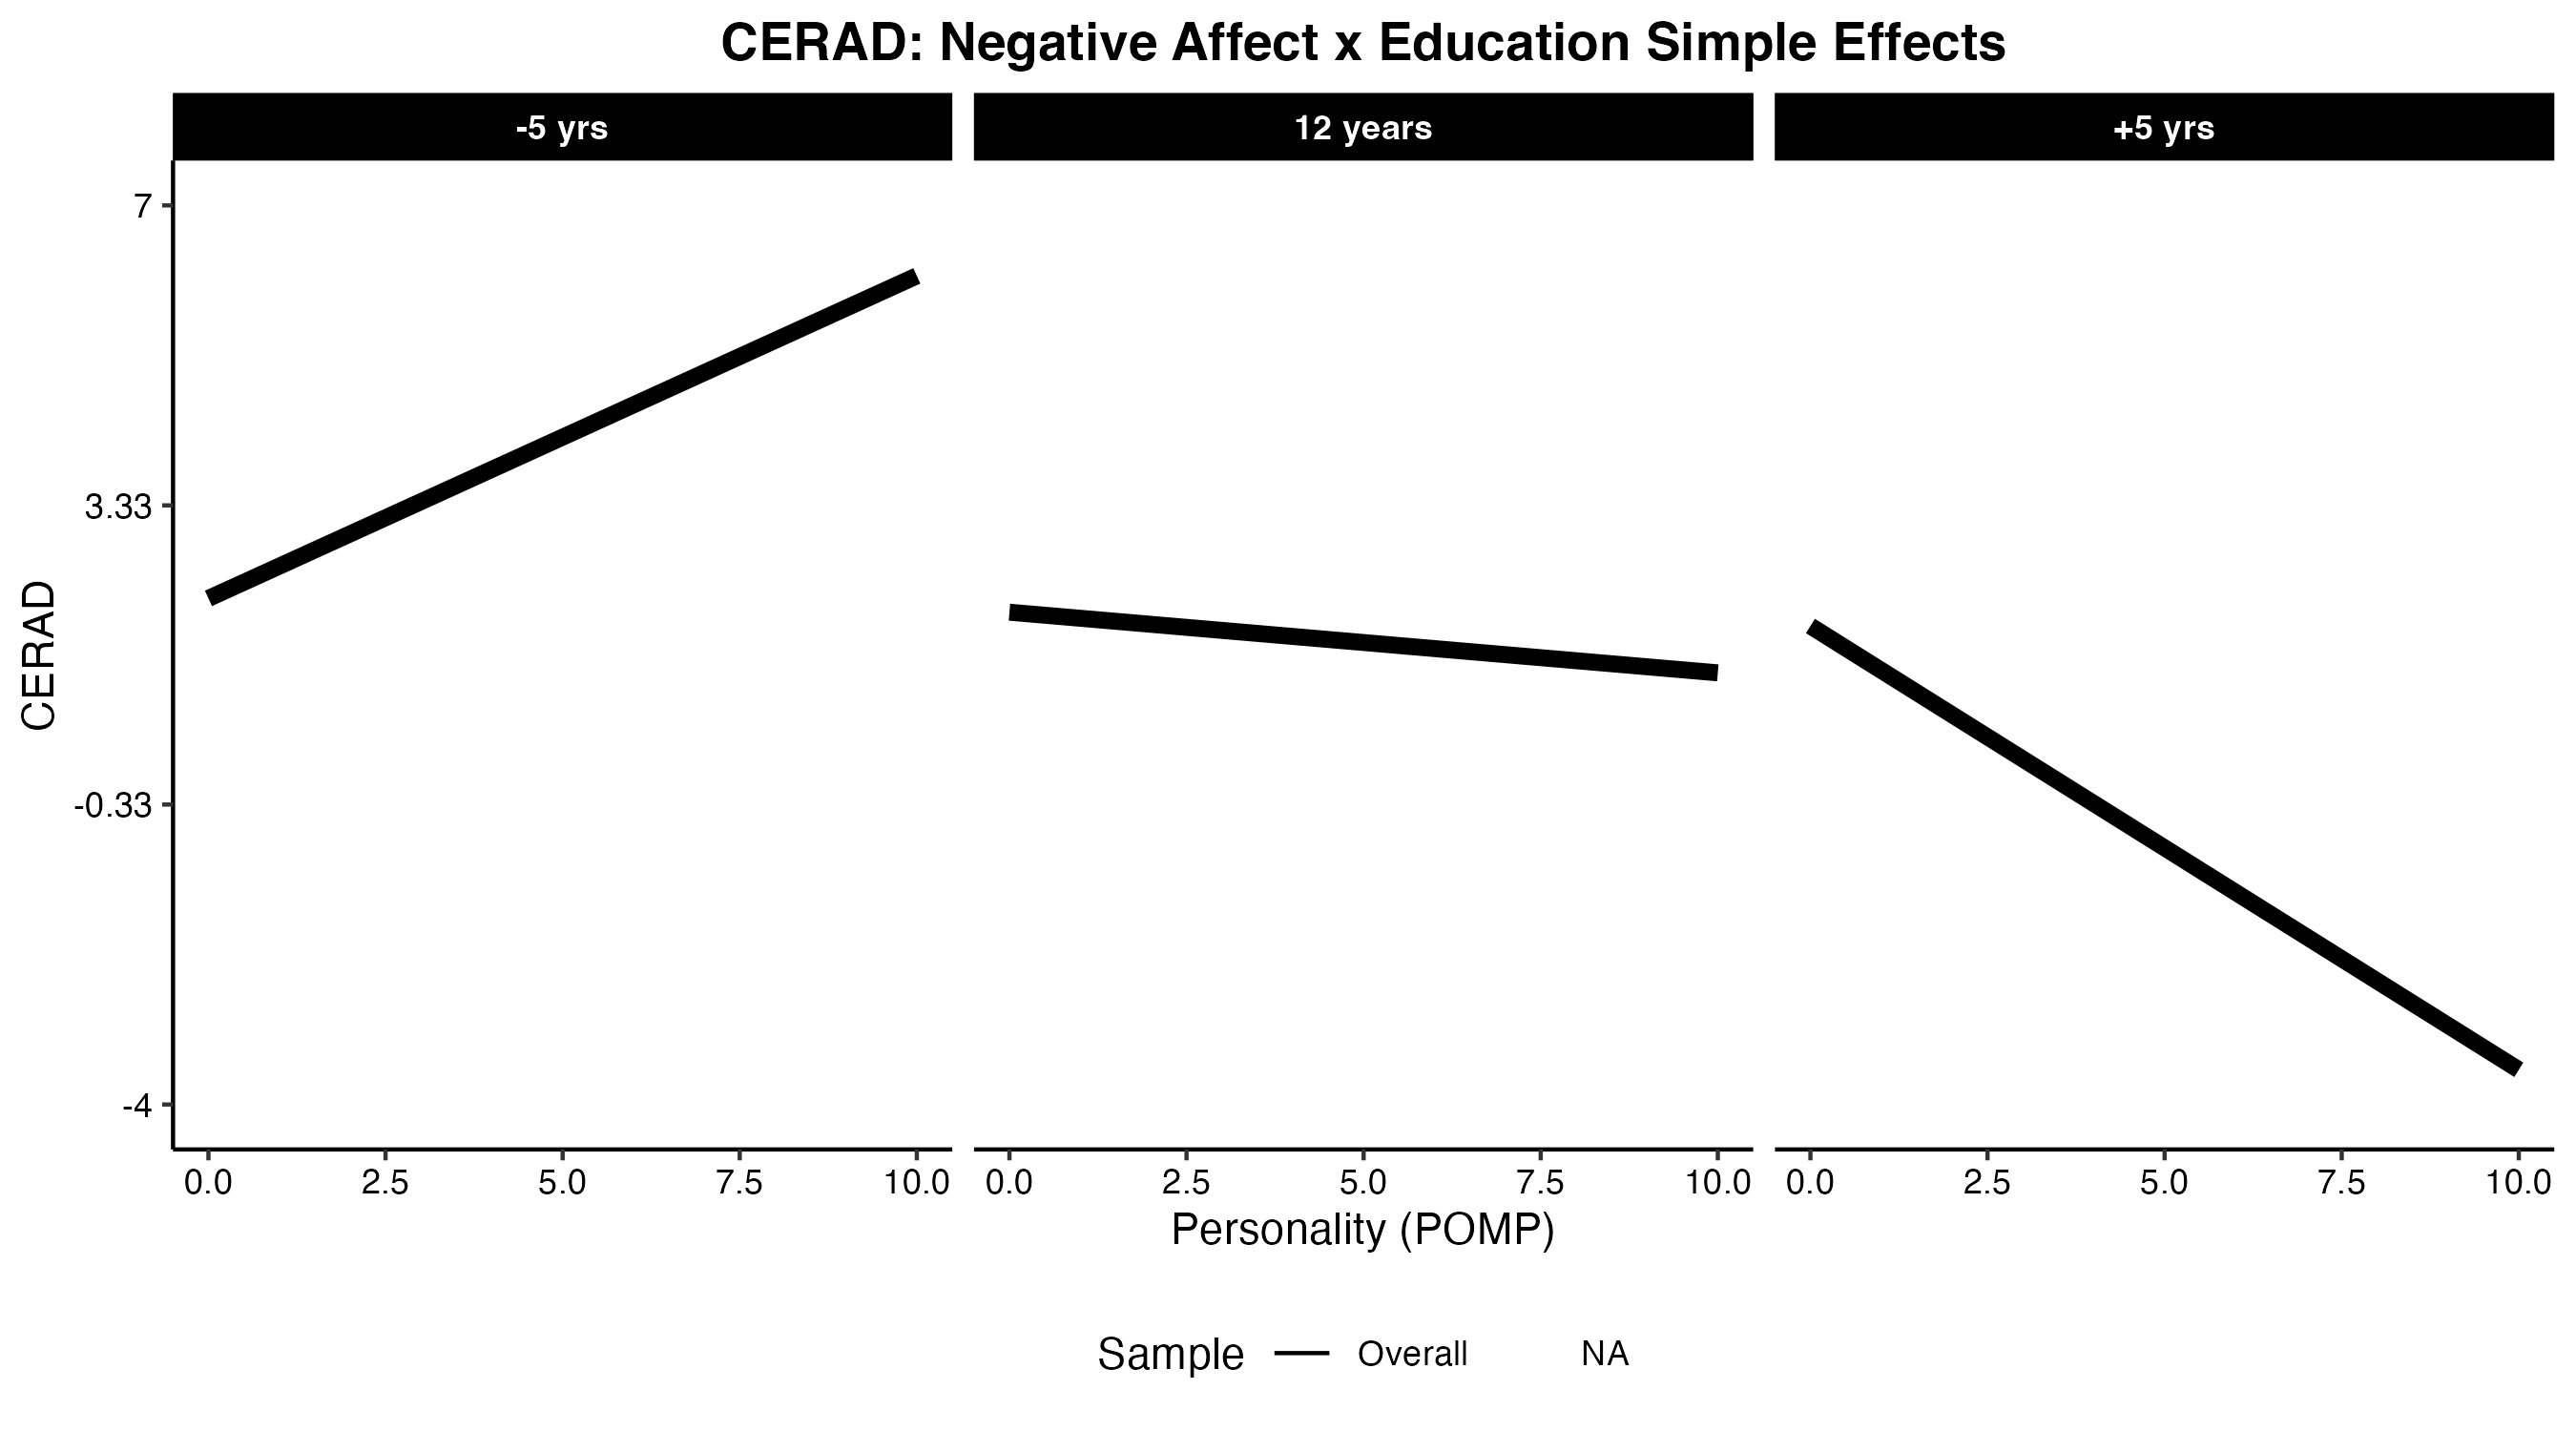 CERAD: Negative Affect x Education Simple Effects
-5 yrs 12 years +5 yrs
7
3.33
-0.33
-4
CERAD
0.0 2.5 5.0 7.5 10.0 0.0 2.5 5.0 7.5 10.0 0.0 2.5 5.0 7.5 10.0
Personality (POMP)
Sample Overall NA